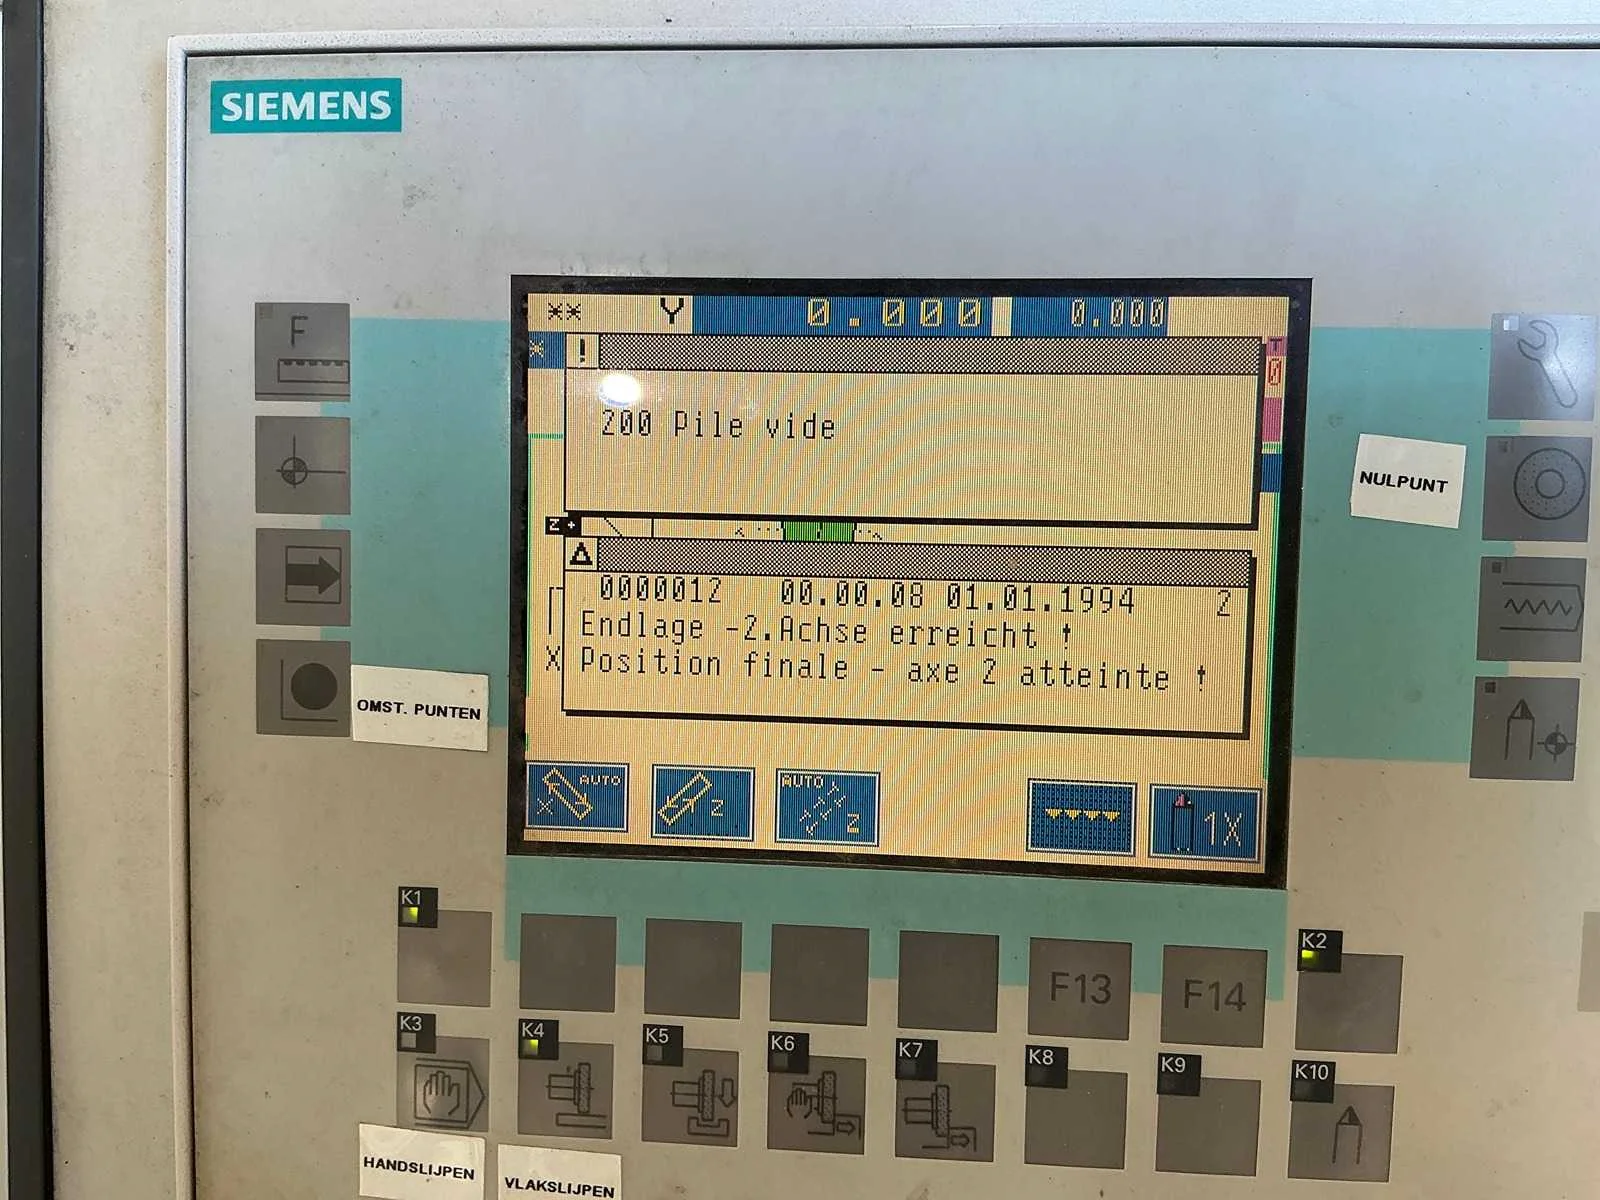 SIEMENS
F
** Y 0.000 0.000
*
!
T
0
200 Pile vide
NULPUNT
Z +
0000012 00.00.08 01.01.1994 2
Endlage -2.Achse erreicht !
X
Position finale - axe 2 atteinte !
OMST. PUNTEN
AUTO
X
Z
AUTO
Z
1X
K1
K2
F13
F14
K3
K4
K5
K6
K7
K8
K9
K10
HANDSLIJPEN
VLAKSLIJPEN